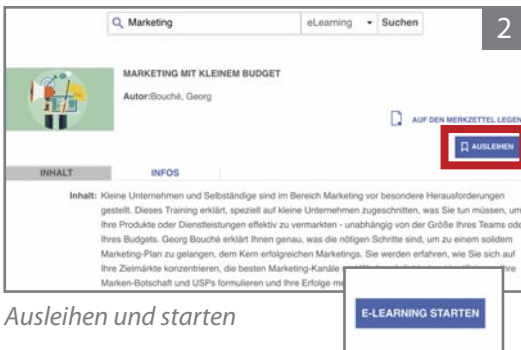 Marketing eLearning Suchen
2
MARKETING MIT KLEINEM BUDGET
Autor:Bouché, Georg
AUF DEN MERKZETTEL LEGEN
AUSLEIHEN
INHALT INFOS
Inhalt: Kleine Unternehmen und Selbständige sind im Bereich Marketing vor besondere Herausforderungen
gestellt. Dieses Training erklärt, speziell auf kleine Unternehmen zugeschnitten, was Sie tun müssen, um
Ihre Produkte oder Dienstleistungen effektiv zu vermarkten - unabhängig von der Größe Ihres Teams ode
Ihres Budgets. Georg Bouché erklärt Ihnen genau, was die nötigen Schritte sind, um zu einem solidem
Marketing-Plan zu gelangen, dem Kern erfolgreichen Marketings. Sie werden erfahren, wie Sie sich auf
Ihre Zielmärkte konzentrieren, die besten Marketing-Kanäle
Marken-Botschaft und USPs formulieren und Ihre Erfolge
E-LEARNING STARTEN
Ausleihen und starten